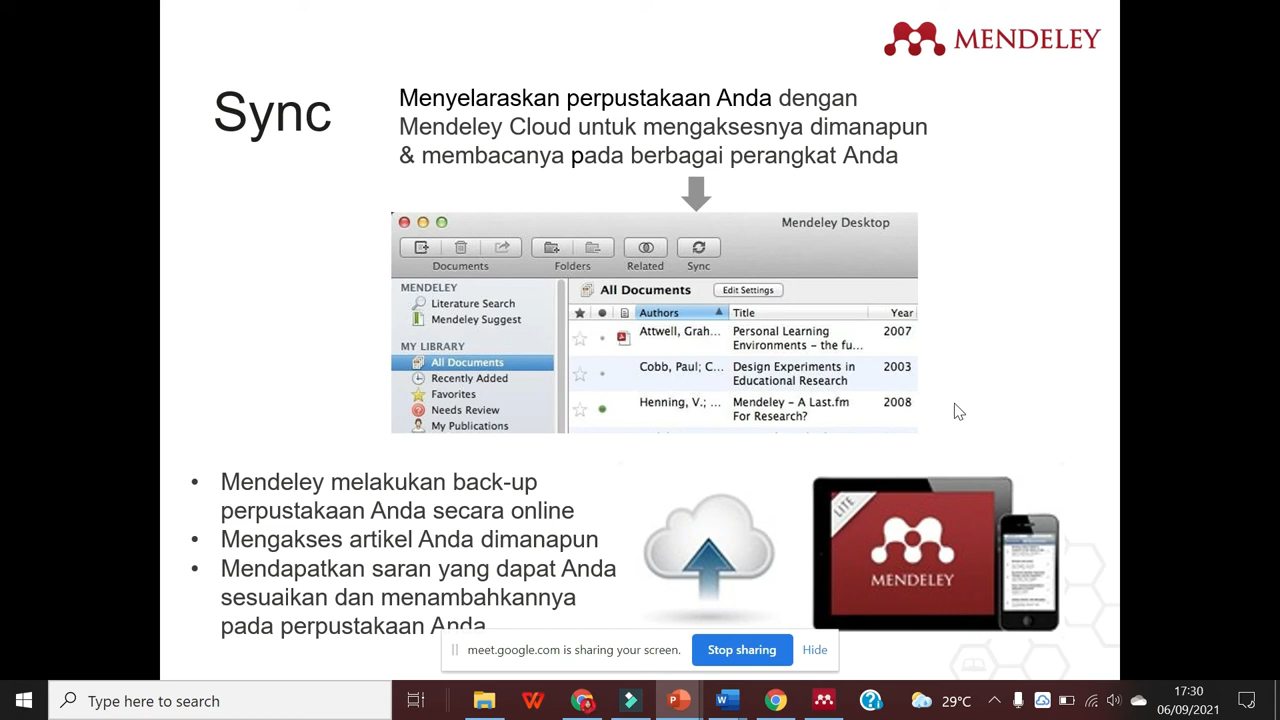 MENDELEY
Sync
Menyelaraskan perpustakaan Anda dengan
Mendeley Cloud untuk mengaksesnya dimanapun
& membacanya pada berbagai perangkat Anda
Mendeley Desktop
Documents Folders Related Sync
MENDELEY
Literature Search
Mendeley Suggest
MY LIBRARY
All Documents
Recently Added
Favorites
Needs Review
My Publications
All Documents Edit Settings
Authors Title Year
Attwell, Grah... Personal Learning 2007
Environments – the fu...
Cobb, Paul; C... Design Experiments in 2003
Educational Research
Henning, V.; ... Mendeley – A Last.fm 2008
For Research?
• Mendeley melakukan back-up
perpustakaan Anda secara online
• Mengakses artikel Anda dimanapun
• Mendapatkan saran yang dapat Anda
sesuaikan dan menambahkannya
pada perpustakaan Anda
LITE
MENDELEY
meet.google.com is sharing your screen. Stop sharing Hide
Type here to search
29°C
17:30
06/09/2021